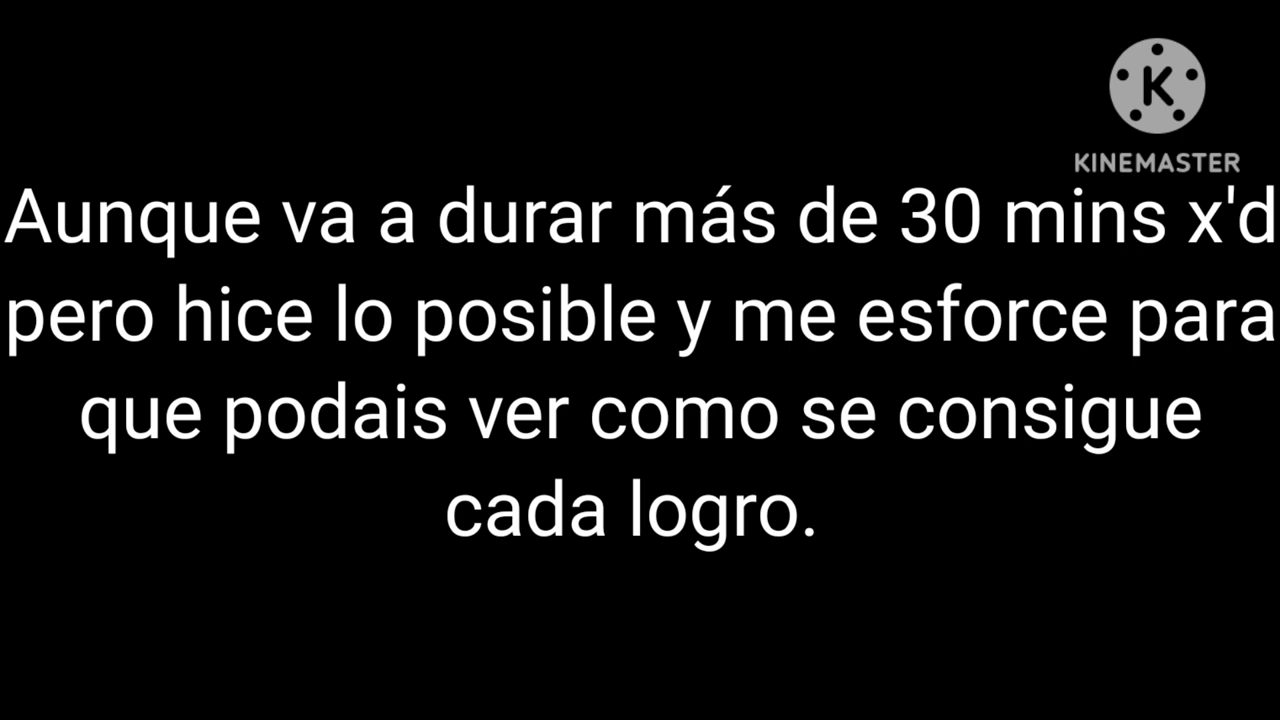 K
KINEMASTER
Aunque va a durar más de 30 mins x'd
pero hice lo posible y me esforce para
que podais ver como se consigue
cada logro.